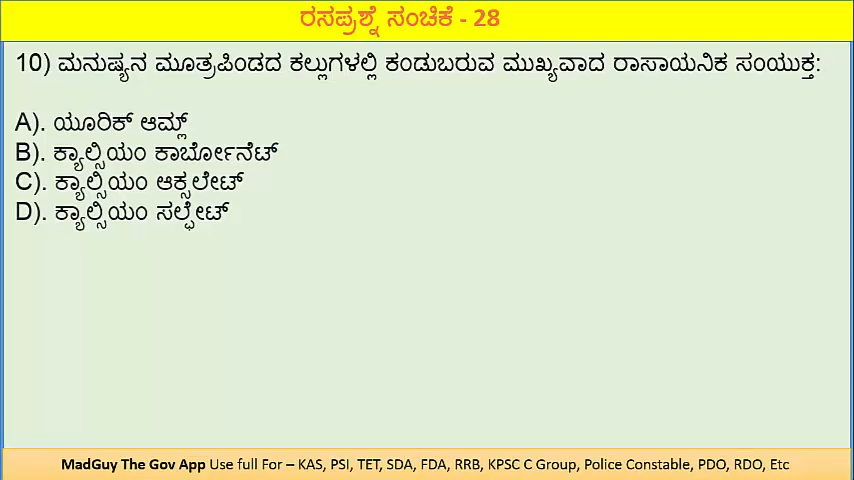 ರಸಪ್ರಶ್ನೆ ಸಂಚಿಕೆ - 28
10) ಮನುಷ್ಯನ ಮೂತ್ರಪಿಂಡದ ಕಲ್ಲುಗಳಲ್ಲಿ ಕಂಡುಬರುವ ಮುಖ್ಯವಾದ ರಾಸಾಯನಿಕ ಸಂಯುಕ್ತ:
A). ಯೂರಿಕ್ ಆಮ್ಲ್
B). ಕ್ಯಾಲ್ಸಿಯಂ ಕಾರ್ಬೋನೆಟ್
C). ಕ್ಯಾಲ್ಸಿಯಂ ಆಕ್ಸಲೇಟ್
D). ಕ್ಯಾಲ್ಸಿಯಂ ಸಲ್ಫೇಟ್
MadGuy The Gov App Use full For – KAS, PSI, TET, SDA, FDA, RRB, KPSC C Group, Police Constable, PDO, RDO, Etc